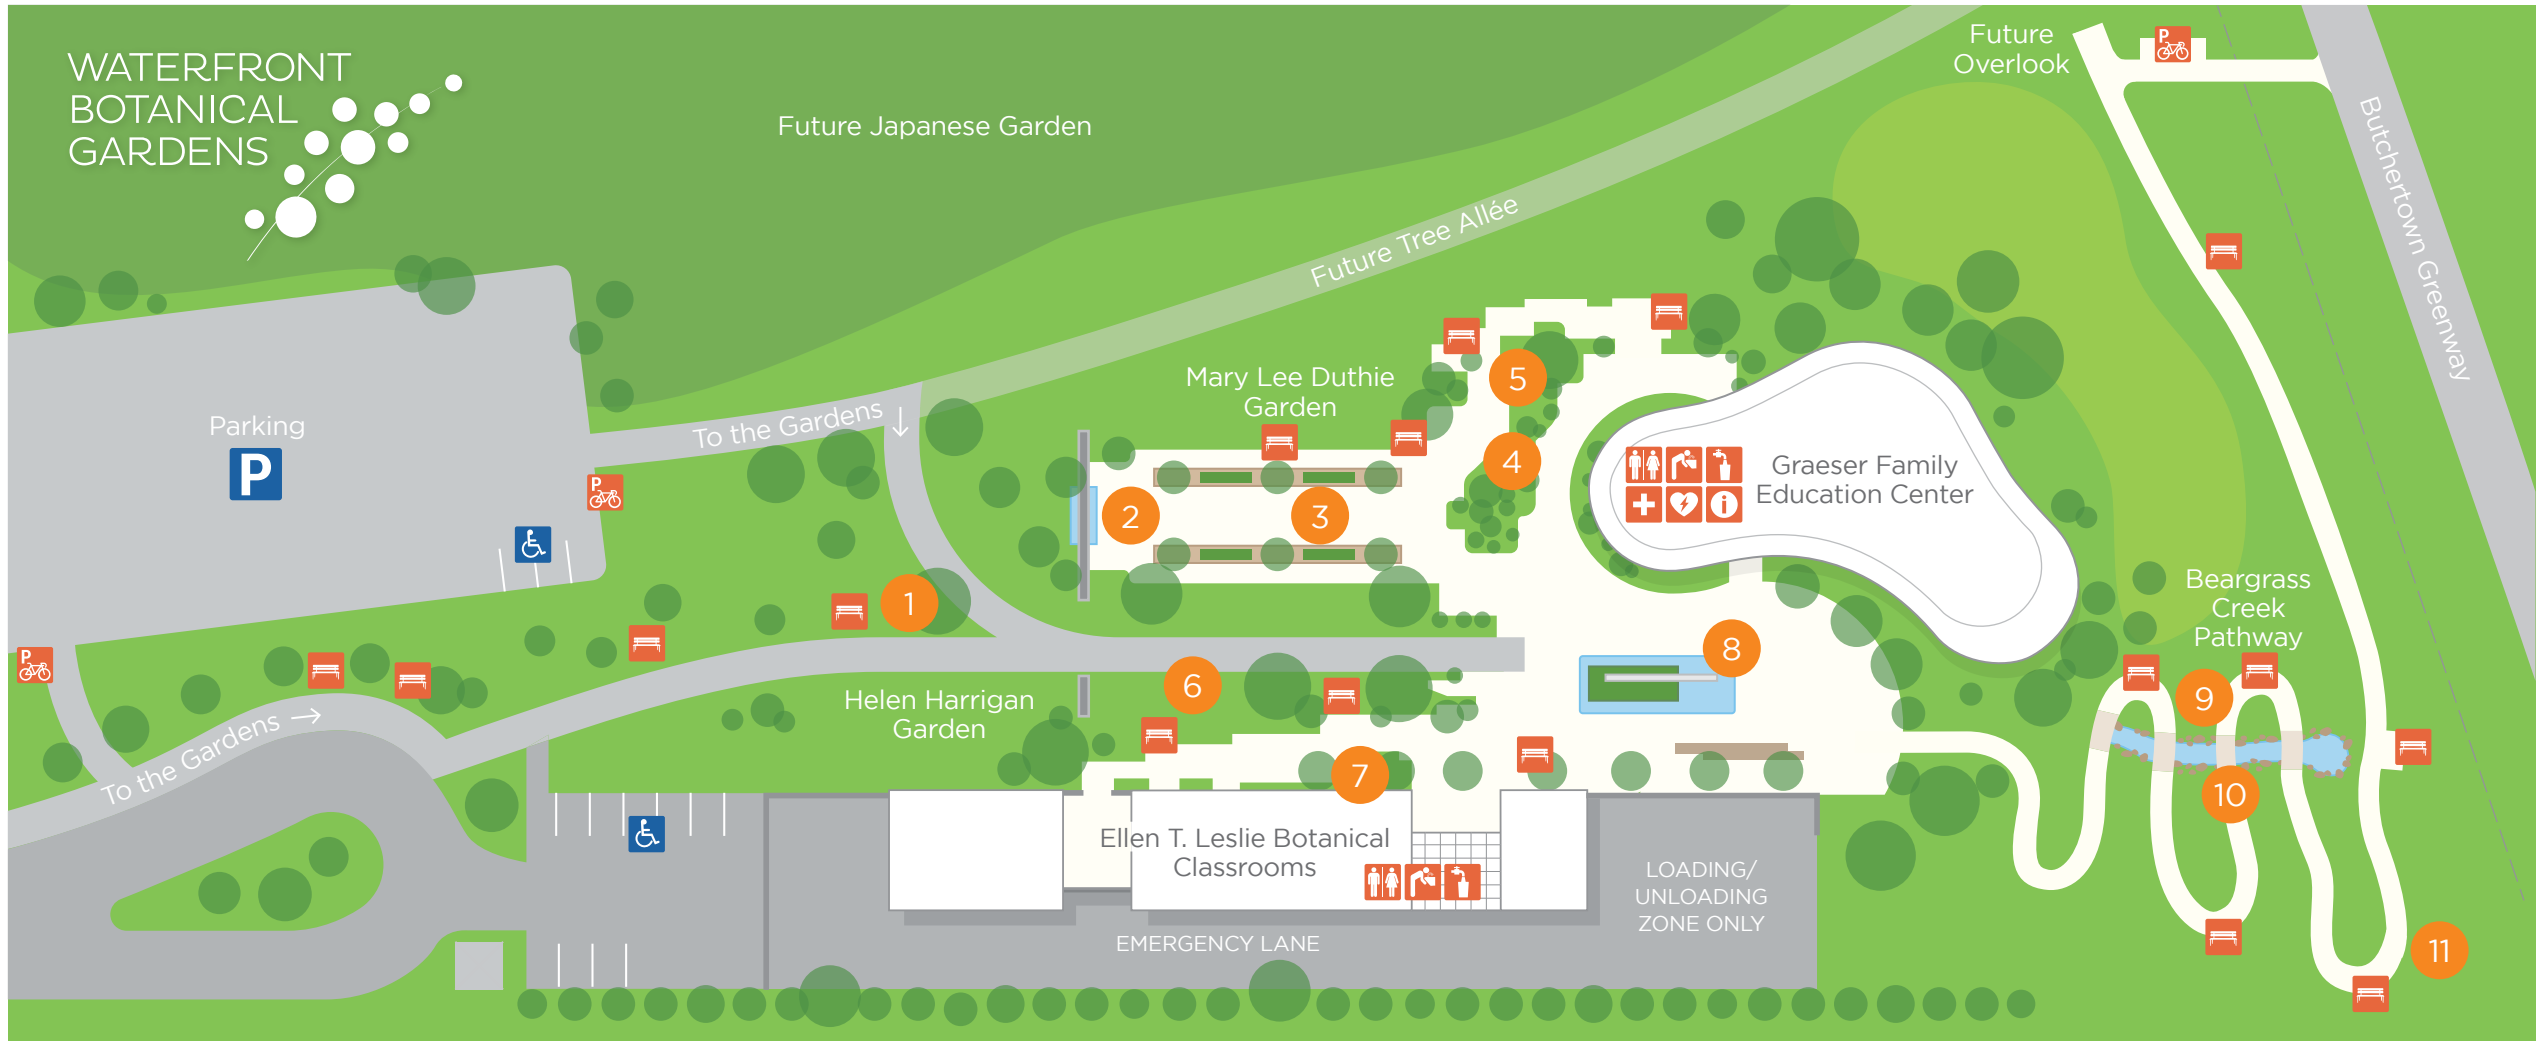 WATERFRONT
BOTANICAL
GARDENS
Future Japanese Garden
Future
Overlook
P
Butchertown Greenway
Future Tree Allée
Parking
P
To the Gardens ↓
P
Mary Lee Duthie
Garden
5
4
2
3
Graeser Family
Education Center
i
1
P
Beargrass
Creek
Pathway
8
6
Helen Harrigan
Garden
9
To the Gardens →
7
10
Ellen T. Leslie Botanical
Classrooms
LOADING/
UNLOADING
ZONE ONLY
EMERGENCY LANE
11